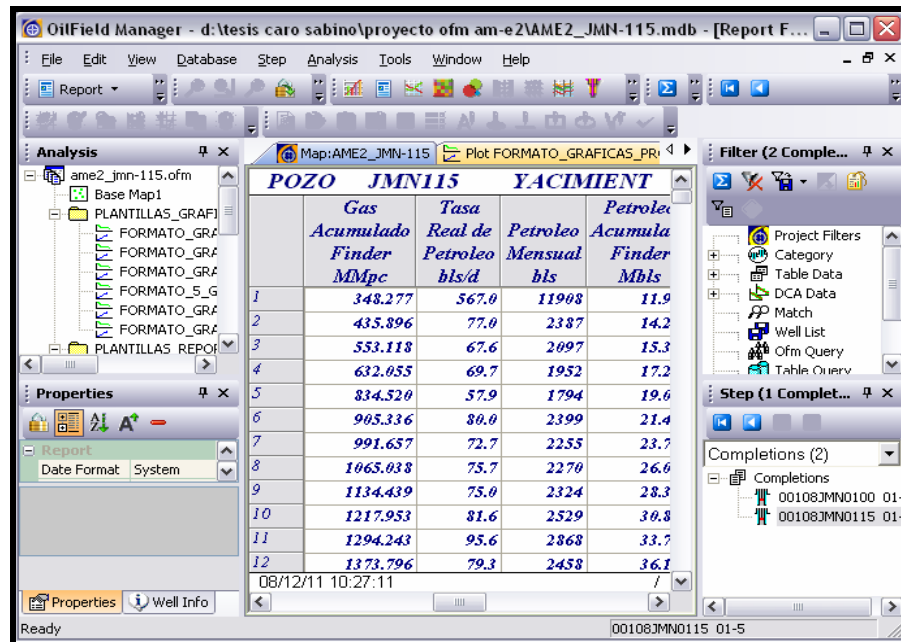 OilField Manager - d:\tesis caro sabino\proyecto ofm am-e2\AME2_JMN-115.mdb - [Report F...
File Edit View Database Step Analysis Tools Window Help
Report
Analysis
ame2_jmn-115.ofm
Base Map1
PLANTILLAS_GRAFI
FORMATO_GRA
FORMATO_GRA
FORMATO_GRA
FORMATO_5_G
FORMATO_GRA
FORMATO_GRA
PLANTILLAS REPOR
Properties
Report
Date Format System
Properties Well Info
Map:AME2_JMN-115 Plot FORMATO_GRAFICAS_PR
POZO JMN115 YACIMIENT
Gas Tasa Petroleo
Acumulado Real de Petroleo Acumula
Finder Petroleo Mensual Finder
MMpc bls/d bls Mbls
1 348.277 567.0 11908 11.9
2 435.896 77.0 2387 14.2
3 553.118 67.6 2097 15.3
4 632.055 69.7 1952 17.2
5 834.520 57.9 1794 19.0
6 905.336 80.0 2399 21.4
7 991.657 72.7 2255 23.7
8 1065.038 75.7 2270 26.0
9 1134.439 75.0 2324 28.3
10 1217.953 81.6 2529 30.8
11 1294.243 95.6 2868 33.7
12 1373.796 79.3 2458 36.1
08/12/11 10:27:11 /
Filter (2 Comple...
Project Filters
Category
Table Data
DCA Data
Match
Well List
Ofm Query
Table Query
Step (1 Complet...
Completions (2)
Completions
00108JMN0100 01-
00108JMN0115 01-
Ready 00108JMN0115 01-5